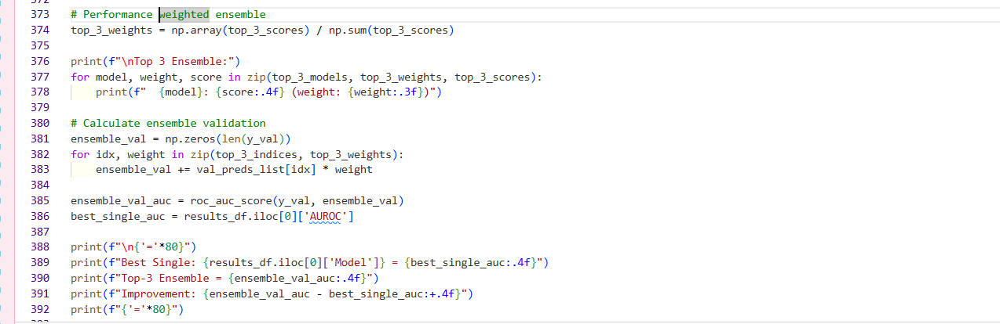 373 # Performance weighted ensemble
374 top_3_weights = np.array(top_3_scores) / np.sum(top_3_scores)
375
376 print(f"\nTop 3 Ensemble:")
377 for model, weight, score in zip(top_3_models, top_3_weights, top_3_scores):
378     print(f"  {model}: {score:.4f} (weight: {weight:.3f})")
379
380 # Calculate ensemble validation
381 ensemble_val = np.zeros(len(y_val))
382 for idx, weight in zip(top_3_indices, top_3_weights):
383     ensemble_val += val_preds_list[idx] * weight
384
385 ensemble_val_auc = roc_auc_score(y_val, ensemble_val)
386 best_single_auc = results_df.iloc[0]['AUROC']
387
388 print(f"\n{'='*80}")
389 print(f"Best Single: {results_df.iloc[0]['Model']} = {best_single_auc:.4f}")
390 print(f"Top-3 Ensemble = {ensemble_val_auc:.4f}")
391 print(f"Improvement: {ensemble_val_auc - best_single_auc:+.4f}")
392 print(f"{'='*80}")